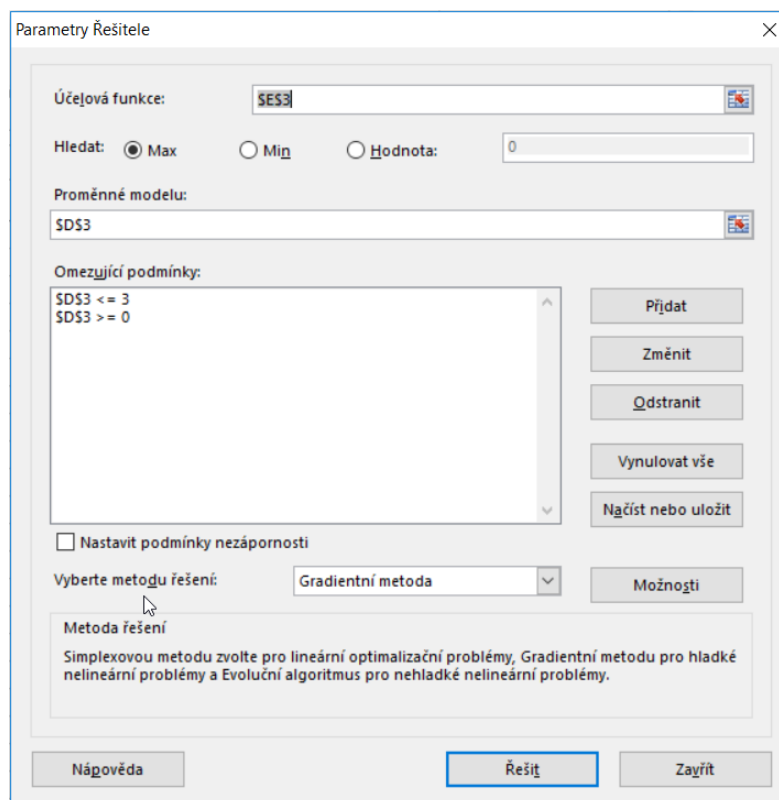 Parametry Řešitele
Účelová funkce: $E$3
Hledat: Max Min Hodnota: 0
Proměnné modelu:
$D$3
Omezující podmínky:
$D$3 <= 3
$D$3 >= 0
Přidat
Změnit
Odstranit
Vynulovat vše
Načíst nebo uložit
Nastavit podmínky nezápornosti
Vyberte metodu řešení: Gradientní metoda Možnosti
Metoda řešení
Simplexovou metodu zvolte pro lineární optimalizační problémy, Gradientní metodu pro hladké
nelineární problémy a Evoluční algoritmus pro nehladké nelineární problémy.
Nápověda Řešit Zavřít